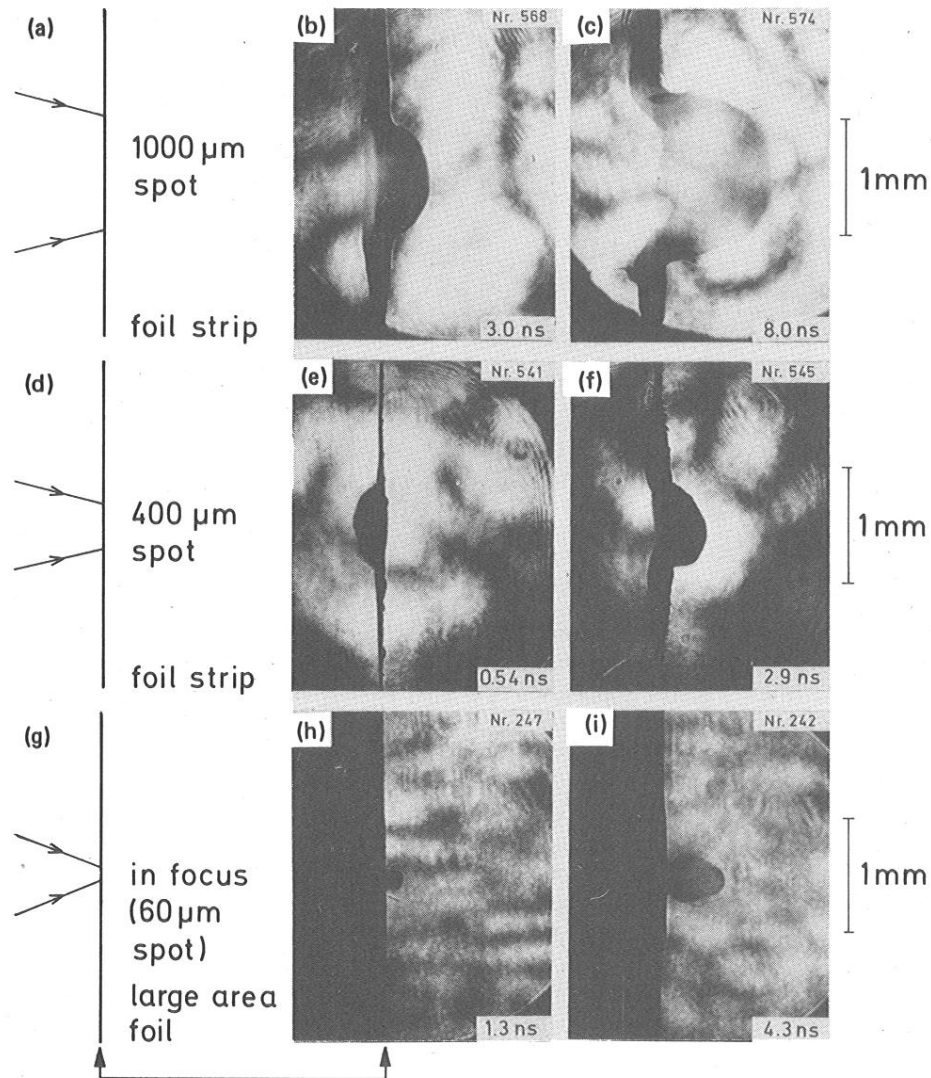 (a)
(b)
Nr. 568
(c)
Nr. 574
1000 µm
spot
foil strip
3.0 ns
8.0 ns
1mm
(d)
(e)
Nr. 541
(f)
Nr. 545
400 µm
spot
foil strip
0.54 ns
2.9 ns
1mm
(g)
(h)
Nr. 247
(i)
Nr. 242
in focus
(60 µm
spot)
large area
foil
1.3 ns
4.3 ns
1mm